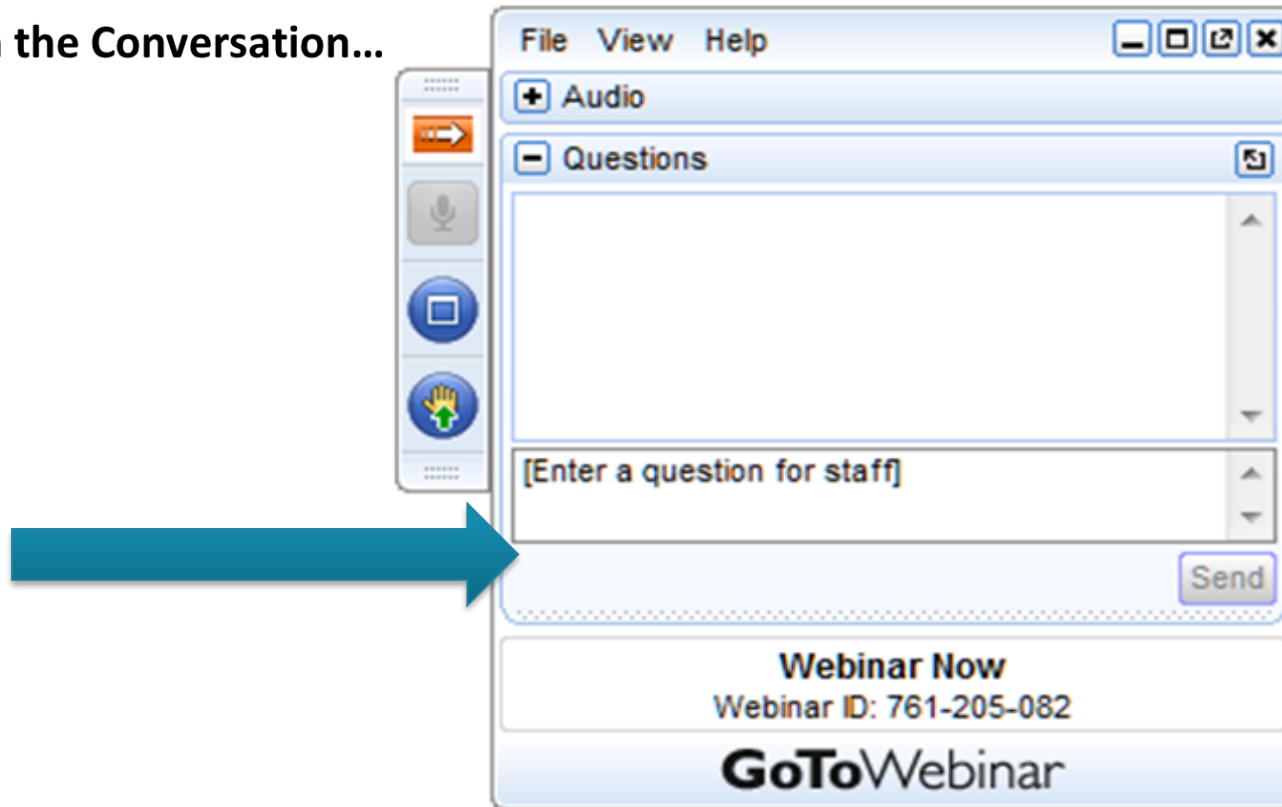 the Conversation…
File View Help
Audio
Questions
[Enter a question for staff]
Send
Webinar Now
Webinar ID: 761-205-082
GoToWebinar